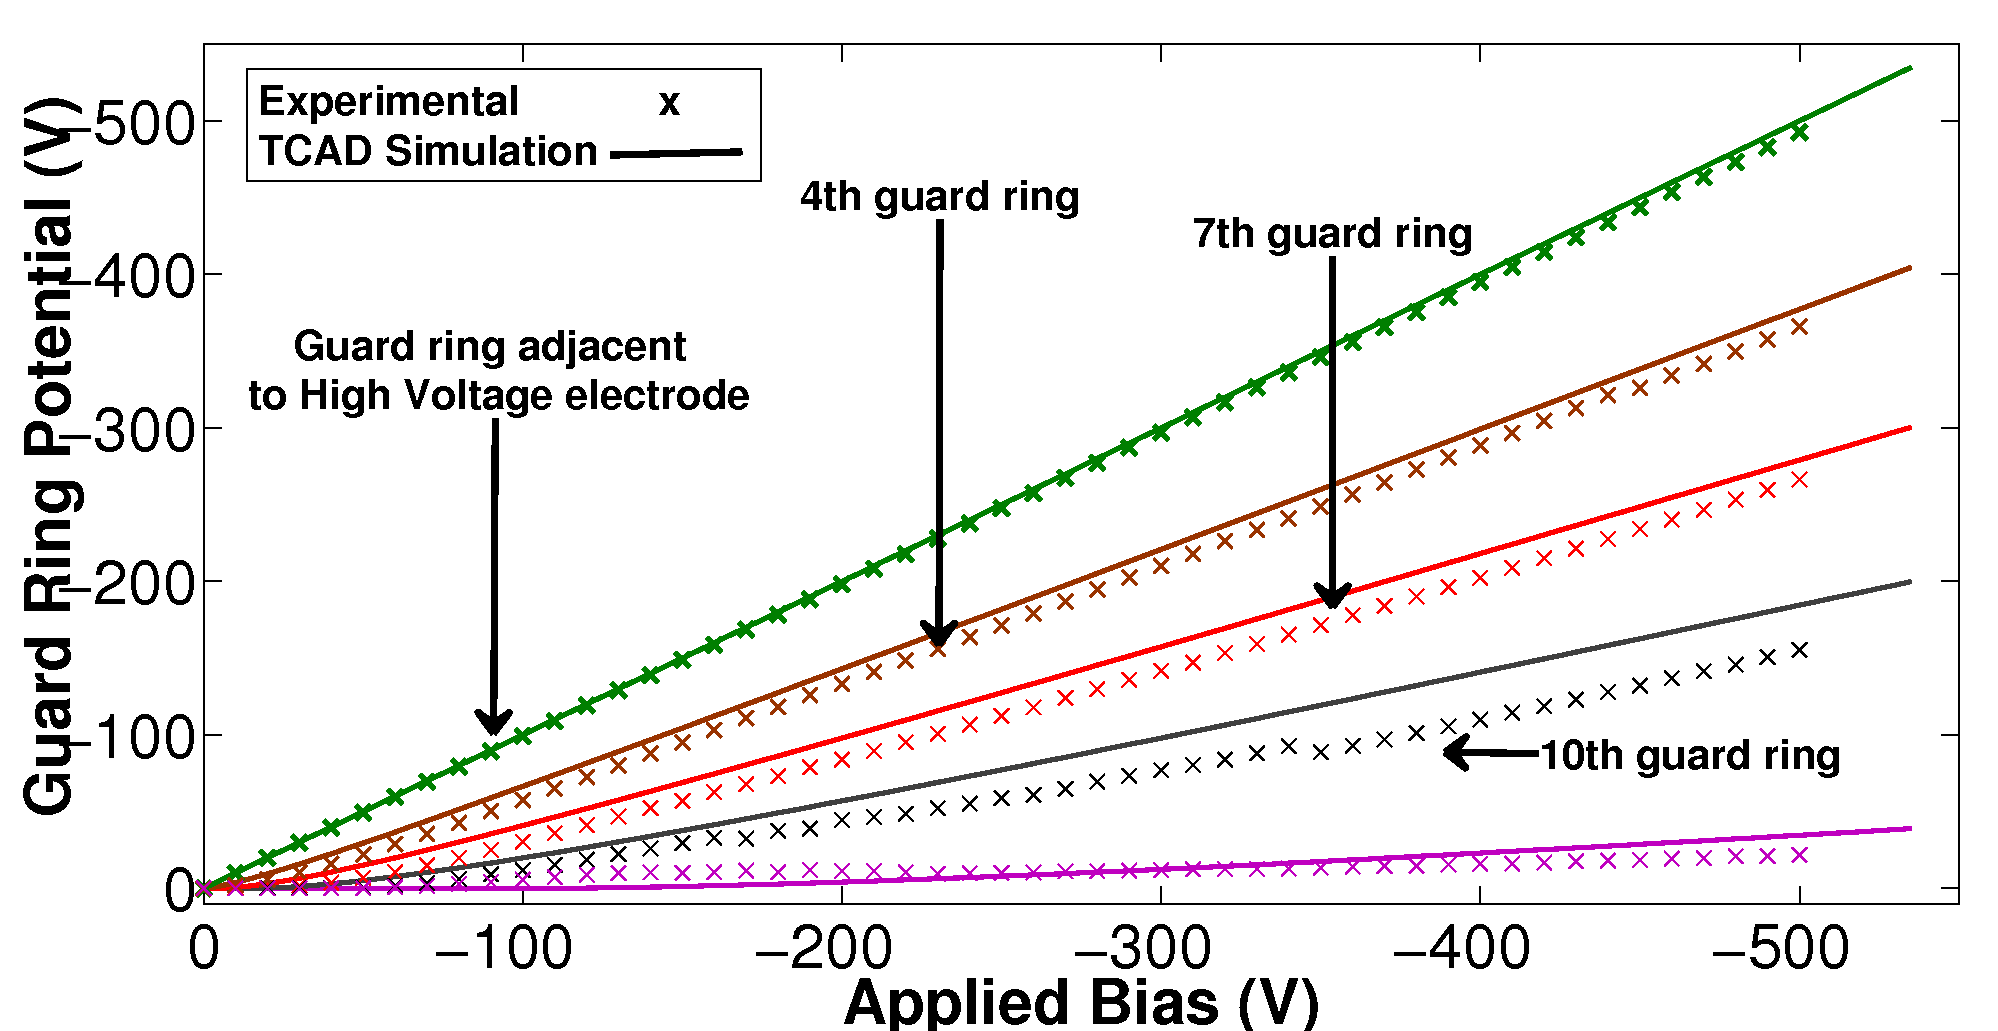 Experimental x
TCAD Simulation
4th guard ring
7th guard ring
Guard ring adjacent
to High Voltage electrode
10th guard ring
Guard Ring Potential (V)
−500
−400
−300
−200
−100
0
0 −100 −200 −300 −400 −500
Applied Bias (V)